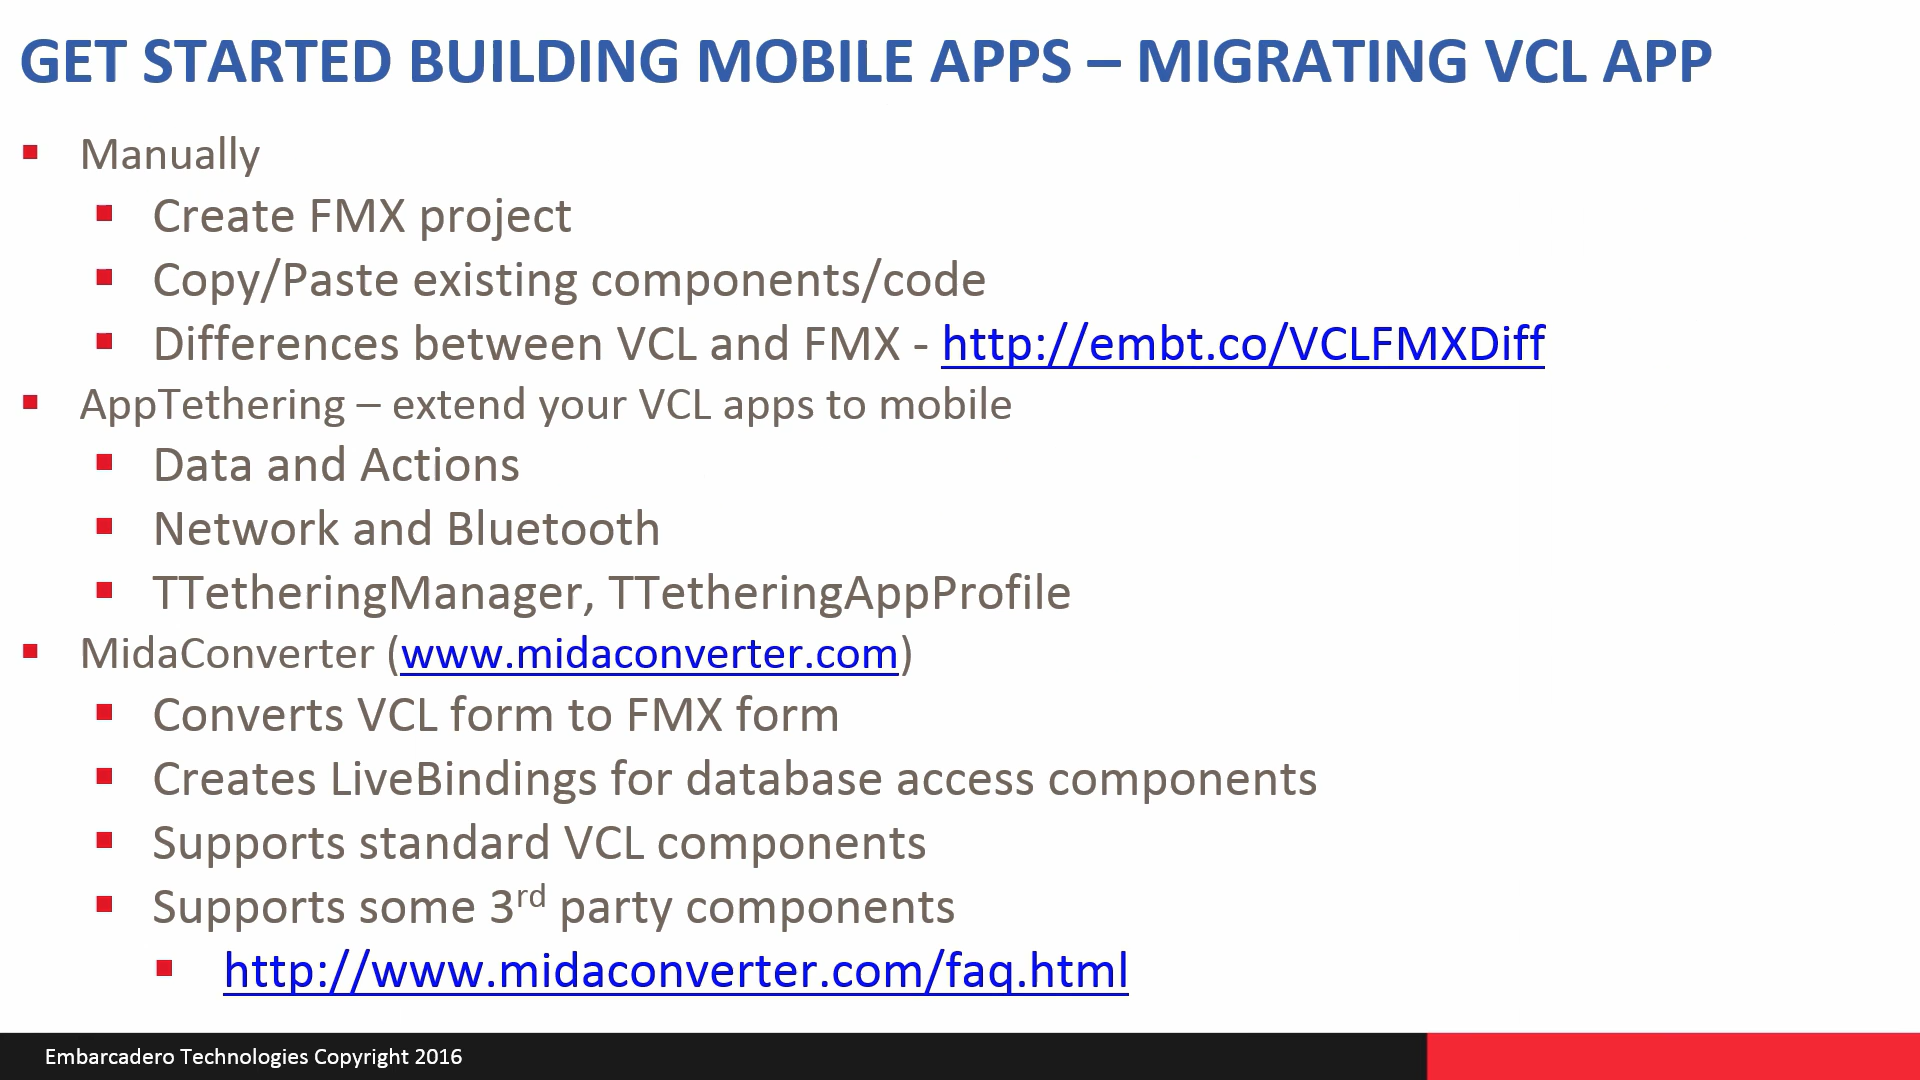 GET STARTED BUILDING MOBILE APPS – MIGRATING VCL APP
Manually
Create FMX project
Copy/Paste existing components/code
Differences between VCL and FMX - http://embt.co/VCLFMXDiff
AppTethering – extend your VCL apps to mobile
Data and Actions
Network and Bluetooth
TTetheringManager, TTetheringAppProfile
MidaConverter (www.midaconverter.com)
Converts VCL form to FMX form
Creates LiveBindings for database access components
Supports standard VCL components
Supports some 3rd party components
http://www.midaconverter.com/faq.html
Embarcadero Technologies Copyright 2016